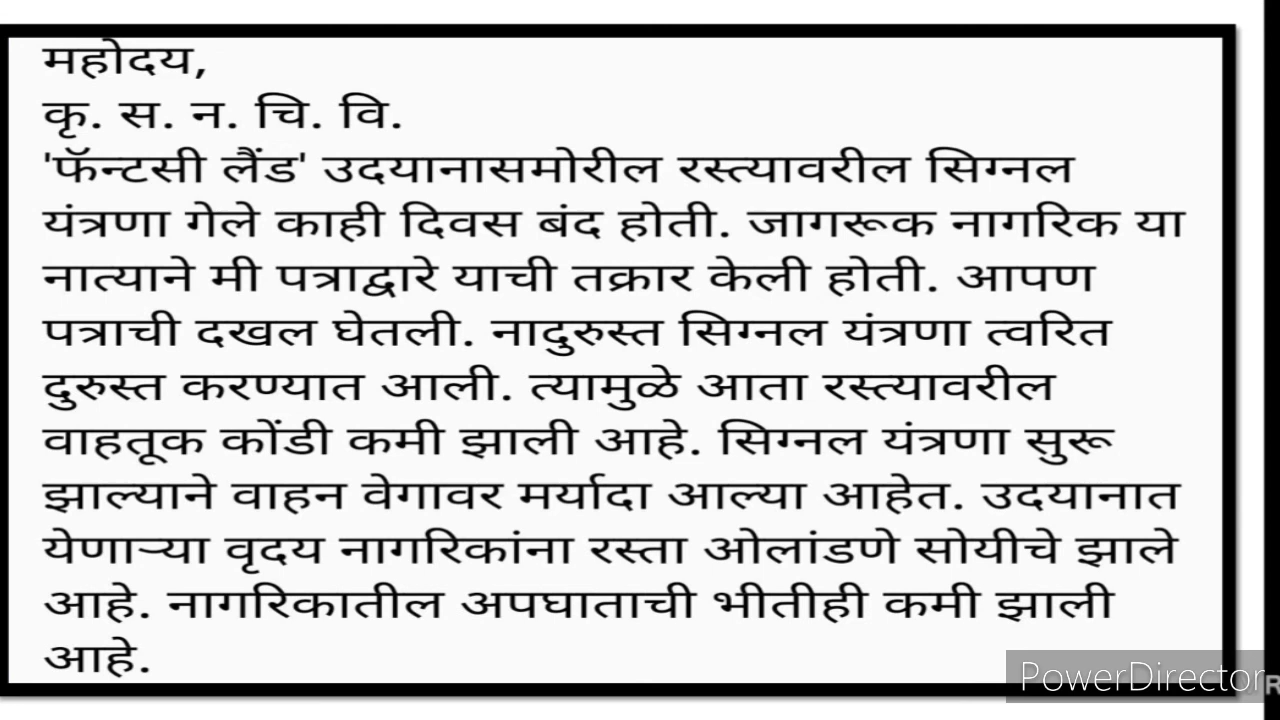 महोदय,
कृ. स. न. चि. वि.
'फॅन्टसी लैंड' उदयानासमोरील रस्त्यावरील सिग्नल
यंत्रणा गेले काही दिवस बंद होती. जागरूक नागरिक या
नात्याने मी पत्राद्वारे याची तक्रार केली होती. आपण
पत्राची दखल घेतली. नादुरुस्त सिग्नल यंत्रणा त्वरित
दुरुस्त करण्यात आली. त्यामुळे आता रस्त्यावरील
वाहतूक कोंडी कमी झाली आहे. सिग्नल यंत्रणा सुरू
झाल्याने वाहन वेगावर मर्यादा आल्या आहेत. उदयानात
येणाऱ्या वृदय नागरिकांना रस्ता ओलांडणे सोयीचे झाले
आहे. नागरिकातील अपघाताची भीतीही कमी झाली
आहे.
PowerDirector